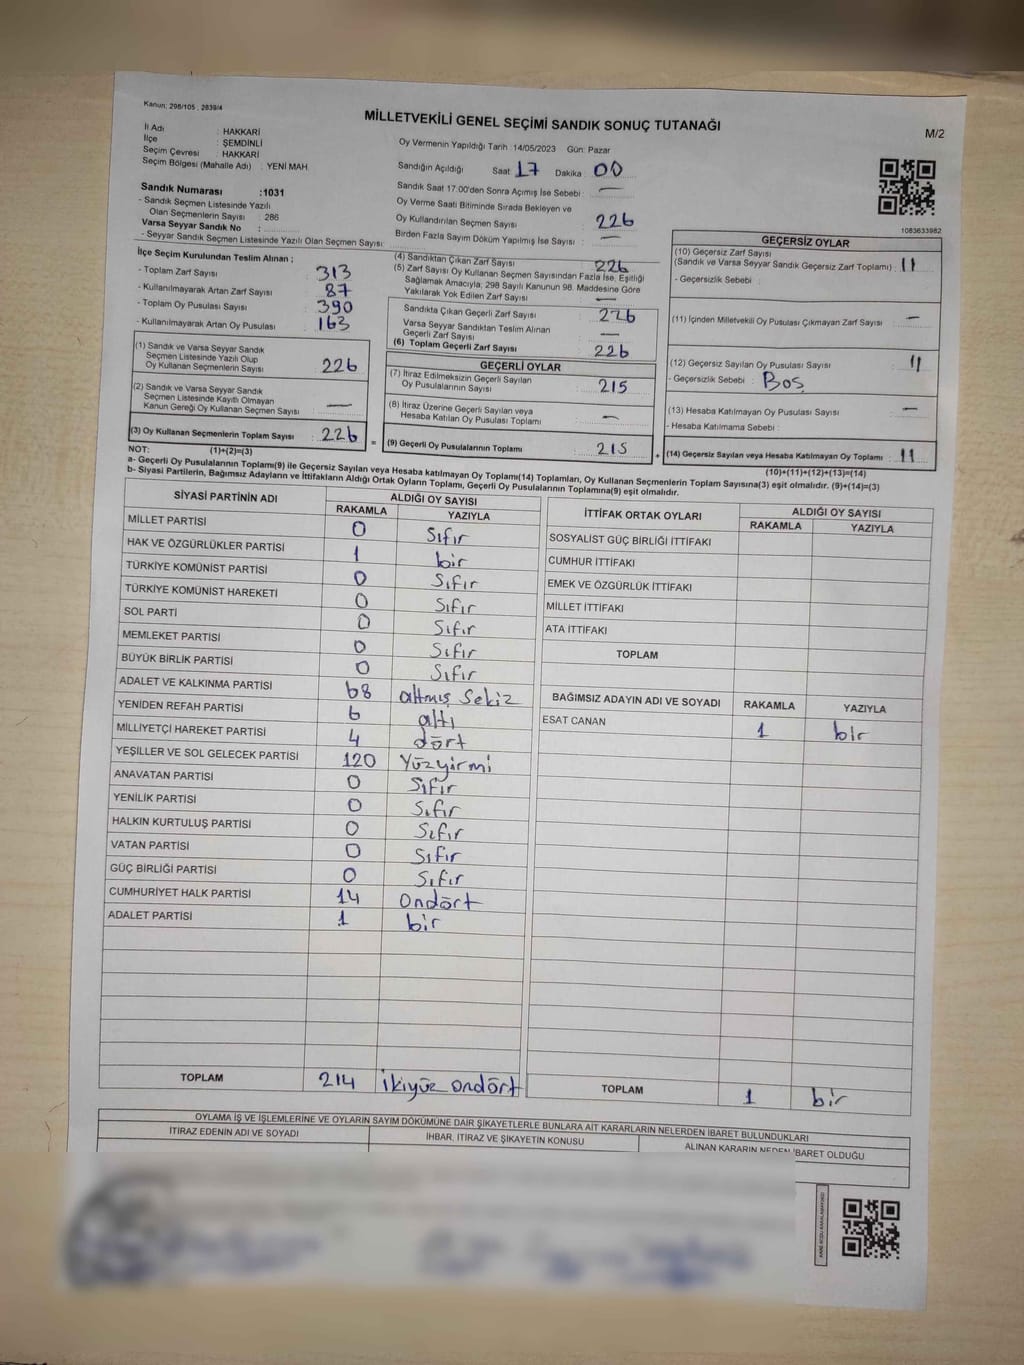 Kanun: 298/105 , 2839/4
MİLLETVEKİLİ GENEL SEÇİMİ SANDIK SONUÇ TUTANAĞI
M/2
İl Adı : HAKKARİ
İlçe : ŞEMDİNLİ
Seçim Çevresi : HAKKARİ
Seçim Bölgesi (Mahalle Adı) : YENİ MAH.
Sandık Numarası :1031
- Sandık Seçmen Listesinde Yazılı
Olan Seçmenlerin Sayısı : 286
Varsa Seyyar Sandık No :
- Seyyar Sandık Seçmen Listesinde Yazılı Olan Seçmen Sayısı:
Oy Vermenin Yapıldığı Tarih :14/05/2023 Gün: Pazar
Sandığın Açıldığı Saat 17 Dakika 00
Sandık Saat 17.00'den Sonra Açımış İse Sebebi : —
Oy Verme Saati Bitiminde Sırada Bekleyen ve
Oy Kullandırılan Seçmen Sayısı : 226
Birden Fazla Sayım Döküm Yapılmış İse Sayısı : —
1083633982
İlçe Seçim Kurulundan Teslim Alınan ;
- Toplam Zarf Sayısı : 313
- Kullanılmayarak Artan Zarf Sayısı : 87
- Toplam Oy Pusulası Sayısı : 390
- Kullanılmayarak Artan Oy Pusulası : 163
(1) Sandık ve Varsa Seyyar Sandık
Seçmen Listesinde Yazılı Olup
Oy Kullanan Seçmenlerin Sayısı : 226
(2) Sandık ve Varsa Seyyar Sandık
Seçmen Listesinde Kayıtlı Olmayan
Kanun Gereği Oy Kullanan Seçmen Sayısı : —
(3) Oy Kullanan Seçmenlerin Toplam Sayısı : 226
(1)+(2)=(3)
(4) Sandıktan Çıkan Zarf Sayısı : 226
(5) Zarf Sayısı Oy Kullanan Seçmen Sayısından Fazla İse, Eşitliği
Sağlamak Amacıyla; 298 Sayılı Kanunun 98. Maddesine Göre
Yakılarak Yok Edilen Zarf Sayısı : —
Sandıkta Çıkan Geçerli Zarf Sayısı : 226
Varsa Seyyar Sandıktan Teslim Alınan
Geçerli Zarf Sayısı : —
(6) Toplam Geçerli Zarf Sayısı : 226
GEÇERLİ OYLAR
(7) İtiraz Edilmeksizin Geçerli Sayılan
Oy Pusulalarının Sayısı : 215
(8) İtiraz Üzerine Geçerli Sayılan veya
Hesaba Katılan Oy Pusulası Toplamı : —
= (9) Geçerli Oy Pusulalarının Toplamı : 215
GEÇERSİZ OYLAR
(10) Geçersiz Zarf Sayısı
(Sandık ve Varsa Seyyar Sandık Geçersiz Zarf Toplamı) : 11
- Geçersizlik Sebebi :
(11) İçinden Milletvekili Oy Pusulası Çıkmayan Zarf Sayısı : —
(12) Geçersiz Sayılan Oy Pusulası Sayısı : 11
- Geçersizlik Sebebi : Boş
(13) Hesaba Katılmayan Oy Pusulası Sayısı : —
- Hesaba Katılmama Sebebi :
+ (14) Geçersiz Sayılan veya Hesaba Katılmayan Oy Toplamı : 11
(10)+(11)+(12)+(13)=(14)
NOT:
a- Geçerli Oy Pusulalarının Toplamı(9) ile Geçersiz Sayılan veya Hesaba katılmayan Oy Toplamı(14) Toplamları, Oy Kullanan Seçmenlerin Toplam Sayısına(3) eşit olmalıdır. (9)+(14)=(3)
b- Siyasi Partilerin, Bağımsız Adayların ve İttifakların Aldığı Ortak Oyların Toplamı, Geçerli Oy Pusulalarının Toplamına(9) eşit olmalıdır.
SİYASİ PARTİNİN ADI ALDIĞI OY SAYISI
RAKAMLA YAZIYLA
MİLLET PARTİSİ 0 Sıfır
HAK VE ÖZGÜRLÜKLER PARTİSİ 1 bir
TÜRKİYE KOMÜNİST PARTİSİ 0 Sıfır
TÜRKİYE KOMÜNİST HAREKETİ 0 Sıfır
SOL PARTİ 0 Sıfır
MEMLEKET PARTİSİ 0 Sıfır
BÜYÜK BİRLİK PARTİSİ 0 Sıfır
ADALET VE KALKINMA PARTİSİ 68 altmış Sekiz
YENİDEN REFAH PARTİSİ 6 altı
MİLLİYETÇİ HAREKET PARTİSİ 4 dört
YEŞİLLER VE SOL GELECEK PARTİSİ 120 Yüzyirmi
ANAVATAN PARTİSİ 0 Sıfır
YENİLİK PARTİSİ 0 Sıfır
HALKIN KURTULUŞ PARTİSİ 0 Sıfır
VATAN PARTİSİ 0 Sıfır
GÜÇ BİRLİĞİ PARTİSİ 0 Sıfır
CUMHURİYET HALK PARTİSİ 14 Ondört
ADALET PARTİSİ 1 bir
TOPLAM 214 İkiyüz Ondört
İTTİFAK ORTAK OYLARI ALDIĞI OY SAYISI
RAKAMLA YAZIYLA
SOSYALİST GÜÇ BİRLİĞİ İTTİFAKI
CUMHUR İTTİFAKI
EMEK VE ÖZGÜRLÜK İTTİFAKI
MİLLET İTTİFAKI
ATA İTTİFAKI
TOPLAM
BAĞIMSIZ ADAYIN ADI VE SOYADI RAKAMLA YAZIYLA
ESAT CANAN 1 bir
TOPLAM 1 bir
OYLAMA İŞ VE İŞLEMLERİNE VE OYLARIN SAYIM DÖKÜMÜNE DAİR ŞİKAYETLERLE BUNLARA AİT KARARLARIN NELERDEN İBARET BULUNDUKLARI
İTİRAZ EDENİN ADI VE SOYADI İHBAR, İTİRAZ VE ŞİKAYETİN KONUSU ALINAN KARARIN NEDEN İBARET OLDUĞU